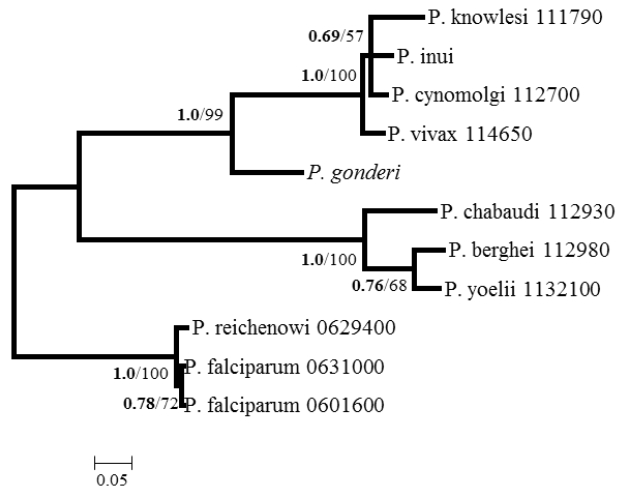 P. knowlesi 111790
0.69/57
P. inui
1.0/100
P. cynomolgi 112700
1.0/99
P. vivax 114650
P. gonderi
P. chabaudi 112930
P. berghei 112980
1.0/100
0.76/68
P. yoelii 1132100
P. reichenowi 0629400
P. falciparum 0631000
1.0/100
0.78/72
P. falciparum 0601600
0.05